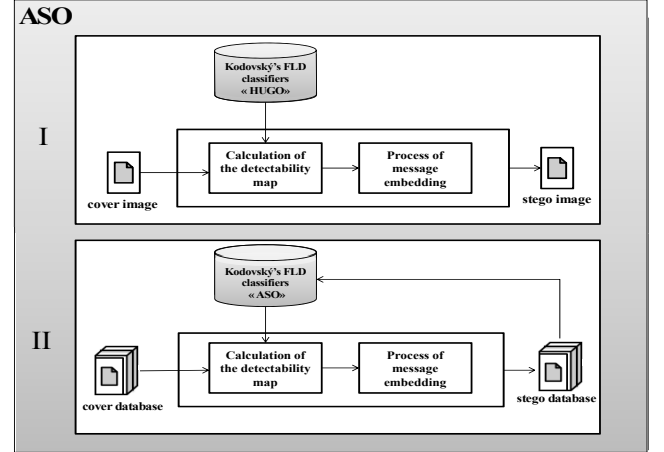 ASO
I
Kodovský's FLD
classifiers
« HUGO»
Calculation of
the detectability
map
Process of
message
embedding
cover image
stego image
II
Kodovský's FLD
classifiers
« ASO»
Calculation of
the detectability
map
Process of
message
embedding
cover database
stego database